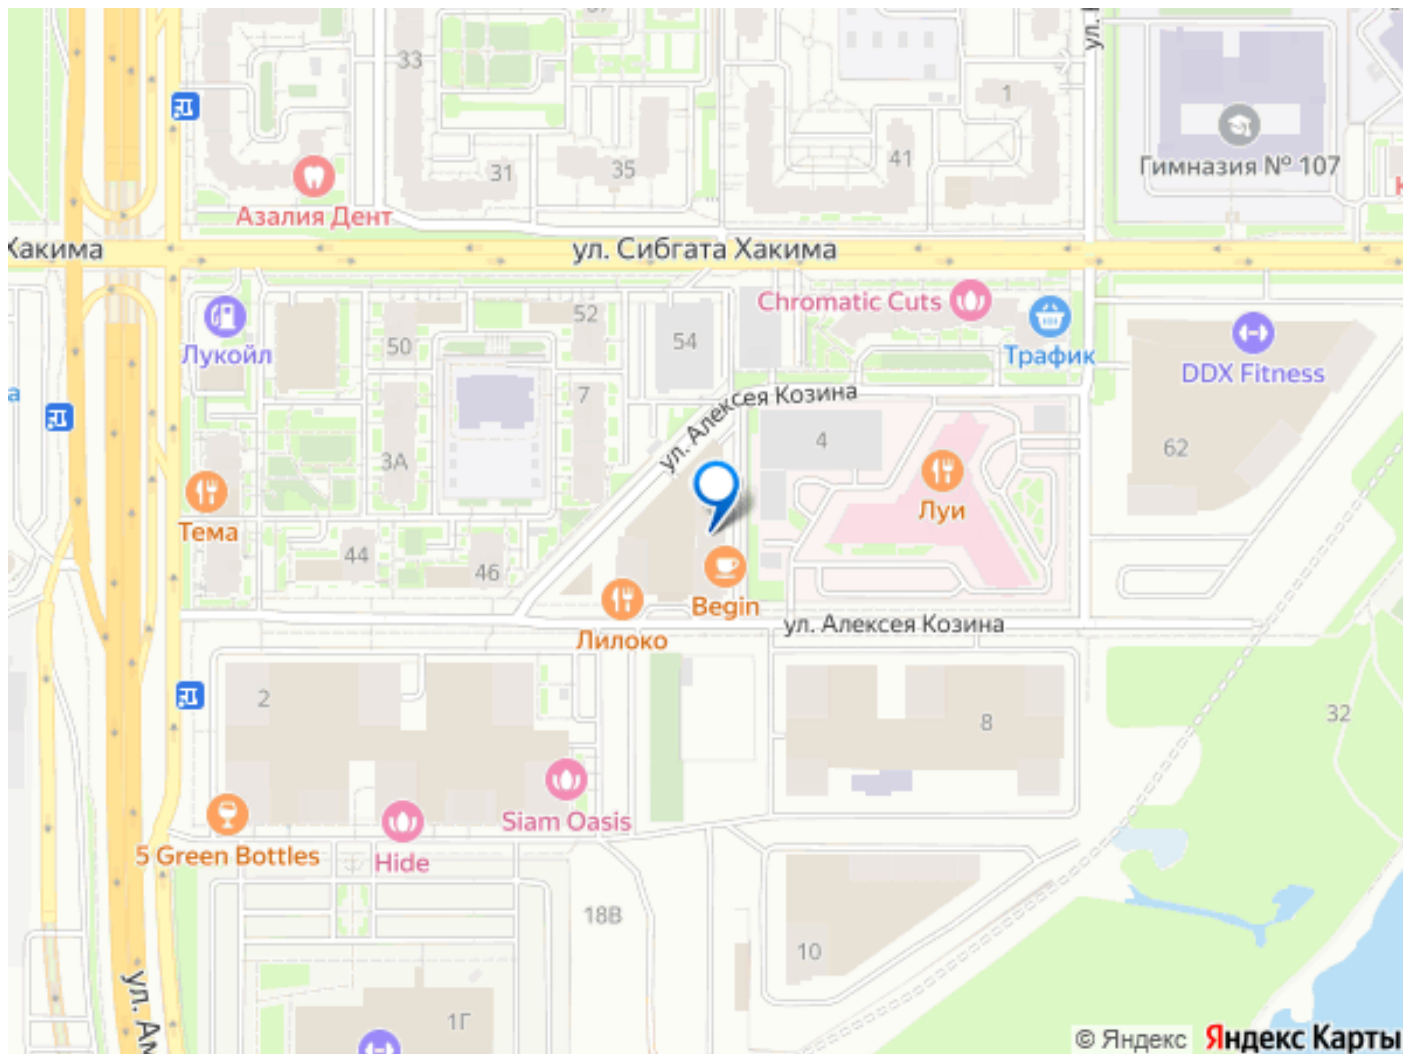 33
37
1
ул.
31
35
41
Гимназия № 107
Азалия Дент
Хакима
ул. Сибгата Хакима
Chromatic Cuts
52
50
54
Лукойл
Трафик
DDX Fitness
а
7
ул. Алексея Козина
4
3А
62
Тема
Луи
44
46
Begin
Лилоко
ул. Алексея Козина
2
8
32
Siam Oasis
5 Green Bottles
Hide
18В
10
ул. Ам
1Г
© Яндекс Яндекс Карты